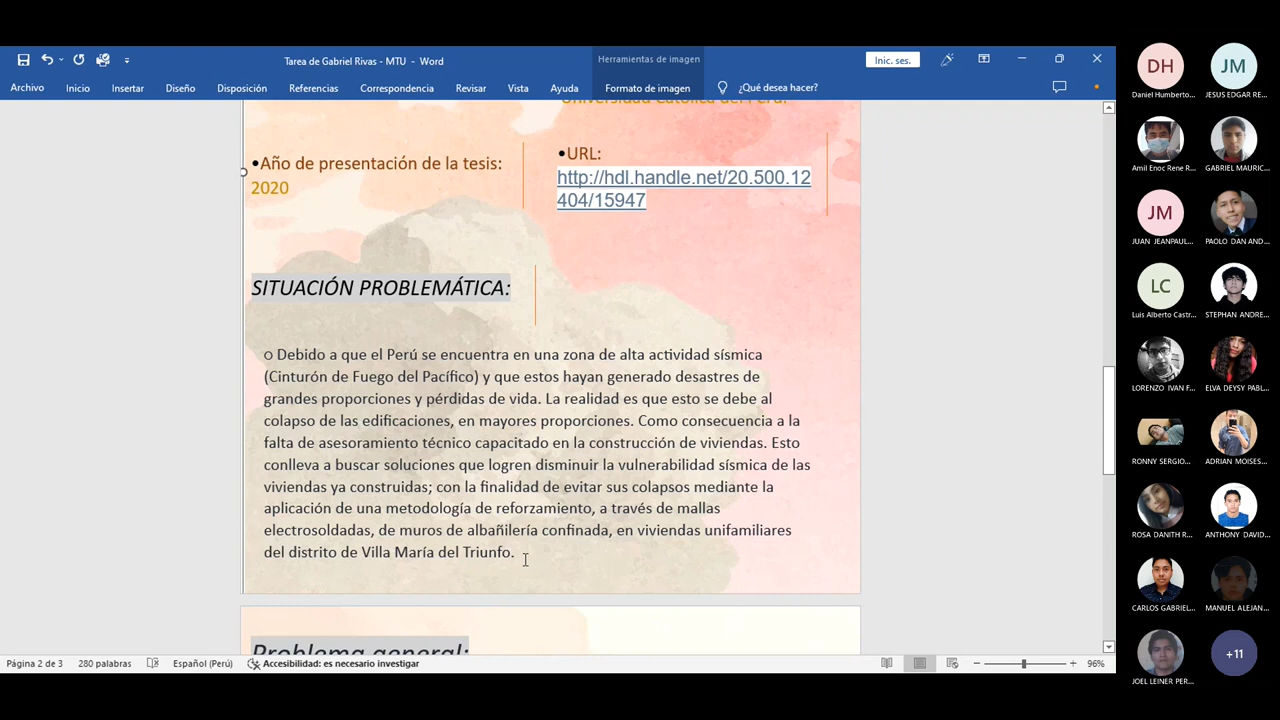 Tarea de Gabriel Rivas - MTU - Word
Herramientas de imagen
Inic. ses.
Archivo Inicio Insertar Diseño Disposición Referencias Correspondencia Revisar Vista Ayuda Formato de imagen ¿Qué desea hacer?
Universidad Católica del Perú.
•Año de presentación de la tesis:
2020
•URL:
http://hdl.handle.net/20.500.12
404/15947
SITUACIÓN PROBLEMÁTICA:
o Debido a que el Perú se encuentra en una zona de alta actividad sísmica
(Cinturón de Fuego del Pacífico) y que estos hayan generado desastres de
grandes proporciones y pérdidas de vida. La realidad es que esto se debe al
colapso de las edificaciones, en mayores proporciones. Como consecuencia a la
falta de asesoramiento técnico capacitado en la construcción de viviendas. Esto
conlleva a buscar soluciones que logren disminuir la vulnerabilidad sísmica de las
viviendas ya construidas; con la finalidad de evitar sus colapsos mediante la
aplicación de una metodología de reforzamiento, a través de mallas
electrosoldadas, de muros de albañilería confinada, en viviendas unifamiliares
del distrito de Villa María del Triunfo.
Problema general:
Página 2 de 3 280 palabras Español (Perú) Accesibilidad: es necesario investigar 96%
DH JM
Daniel Humberto... JESUS EDGAR RE...
Amil Enoc Rene R... GABRIEL MAURIC...
JM
JUAN JEANPAUL... PAOLO DAN AND...
LC
Luis Alberto Castr... STEPHAN ANDRE...
LORENZO IVAN F... ELVA DEYSY PABL...
RONNY SERGIO... ADRIAN MOISES...
ROSA DANITH R... ANTHONY DAVID...
CARLOS GABRIEL... MANUEL ALEJAN...
+11
JOEL LEINER PER...